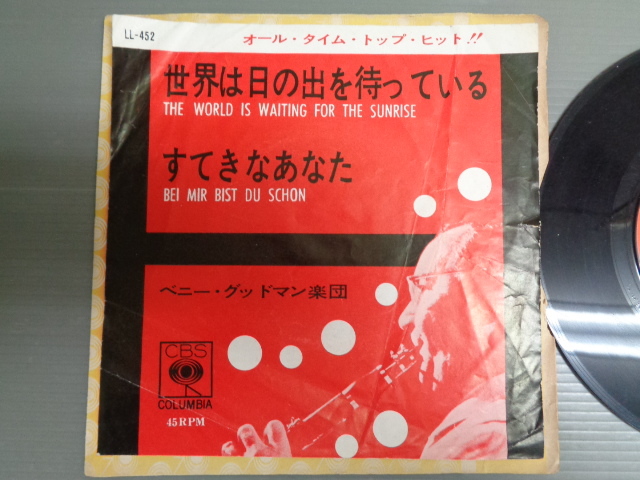 LL-452
オール・タイム・トップ・ヒット!!
世界は日の出を待っている
THE WORLD IS WAITING FOR THE SUNRISE
すてきなあなた
BEI MIR BIST DU SCHON
ベニー・グッドマン楽団
CBS
COLUMBIA
45RPM